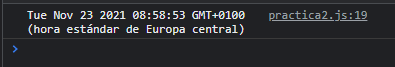 Tue Nov 23 2021 08:58:53 GMT+0100 practica2.js:19
(hora estándar de Europa central)
>